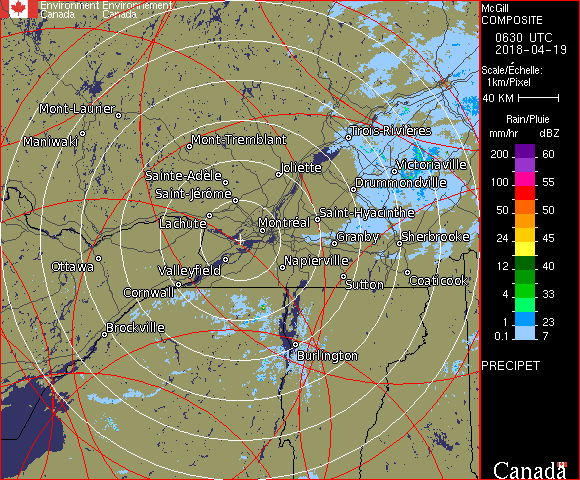 Environment Environnement
Canada Canada
McGill
COMPOSITE
0630 UTC
2018-04-19
Scale/Échelle:
1km/Pixel
40 KM
Rain/Pluie
mm/hr dBZ
200 60
100 55
50 50
24 45
12 40
4 33
1 23
0.1 7
PRECIPET
Canada
Mont-Laurier
Maniwaki
Mont-Tremblant
Trois-Rivières
Sainte-Adèle
Joliette
Victoriaville
Saint-Jérôme
Drummondville
Lachute
Montréal
Saint-Hyacinthe
Granby
Sherbrooke
Ottawa
Valleyfield
Napierville
Cornwall
Sutton
Coaticook
Brockville
Burlington